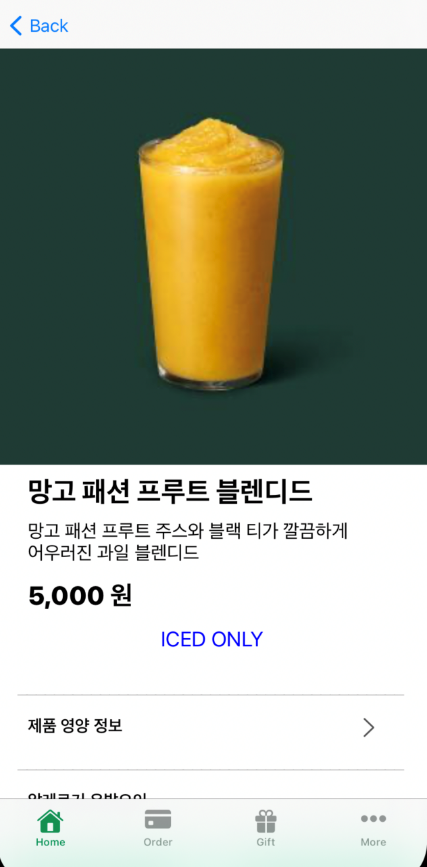 Back
망고 패션 프루트 블렌디드
망고 패션 프루트 주스와 블랙 티가 깔끔하게
어우러진 과일 블렌디드
5,000 원
ICED ONLY
제품 영양 정보
Home
Order
Gift
More